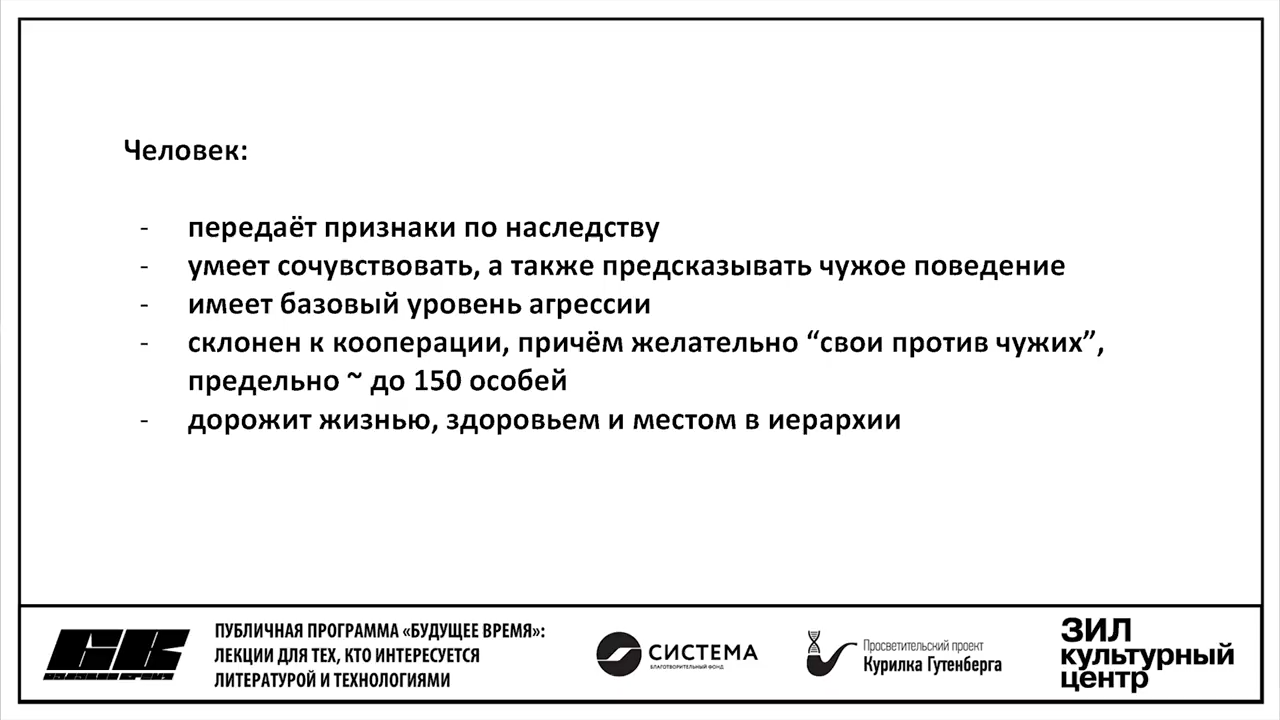 Человек:
- передаёт признаки по наследству
- умеет сочувствовать, а также предсказывать чужое поведение
- имеет базовый уровень агрессии
- склонен к кооперации, причём желательно “свои против чужих”,
предельно ~ до 150 особей
- дорожит жизнью, здоровьем и местом в иерархии
БВ
ПУБЛИЧНАЯ ПРОГРАММА «БУДУЩЕЕ ВРЕМЯ»:
ЛЕКЦИИ ДЛЯ ТЕХ, КТО ИНТЕРЕСУЕТСЯ
ЛИТЕРАТУРОЙ И ТЕХНОЛОГИЯМИ
СИСТЕМА
БЛАГОТВОРИТЕЛЬНЫЙ ФОНД
Просветительский проект
Курилка Гутенберга
ЗИЛ
культурный
центр